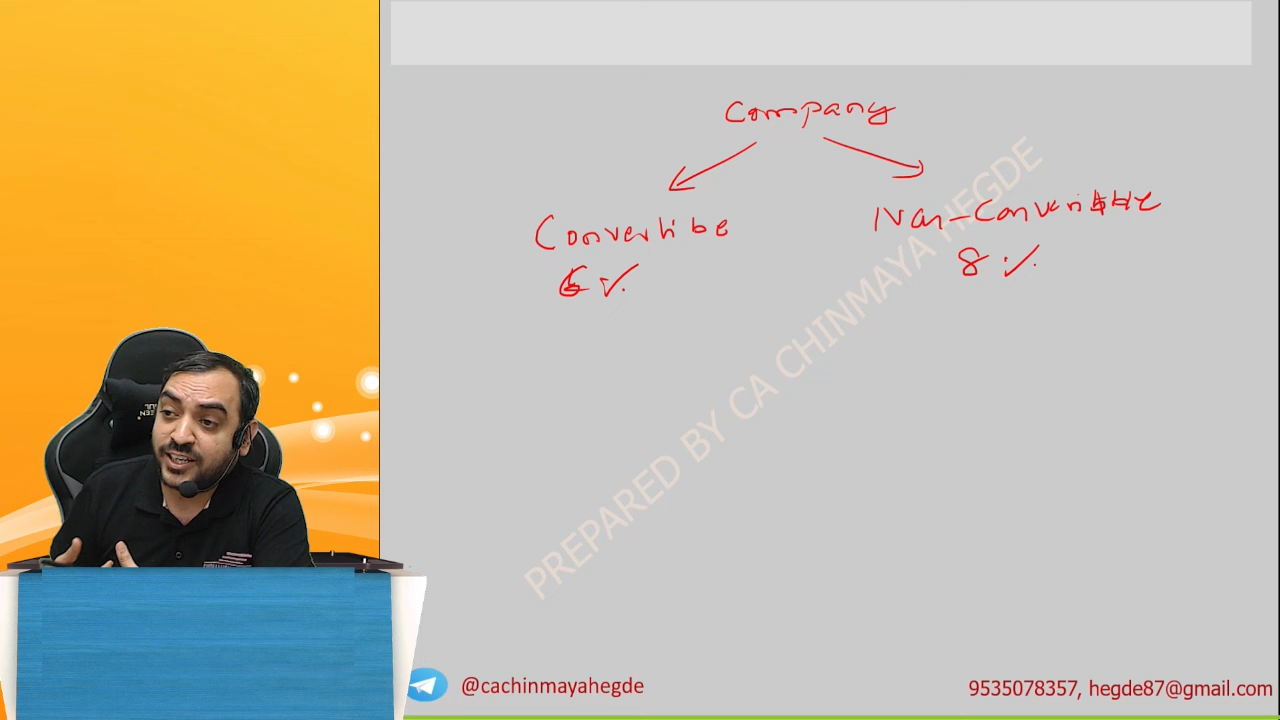 Company
Convertibe
6 %
Non-Convertible
8 %
PREPARED BY CA CHINMAYA HEGDE
@cachinmayahegde
9535078357, hegde87@gmail.com